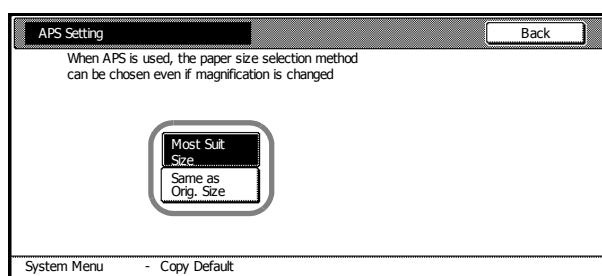 APS Setting
Back
When APS is used, the paper size selection method
can be chosen even if magnification is changed
Most Suit
Size
Same as
Orig. Size
System Menu - Copy Default